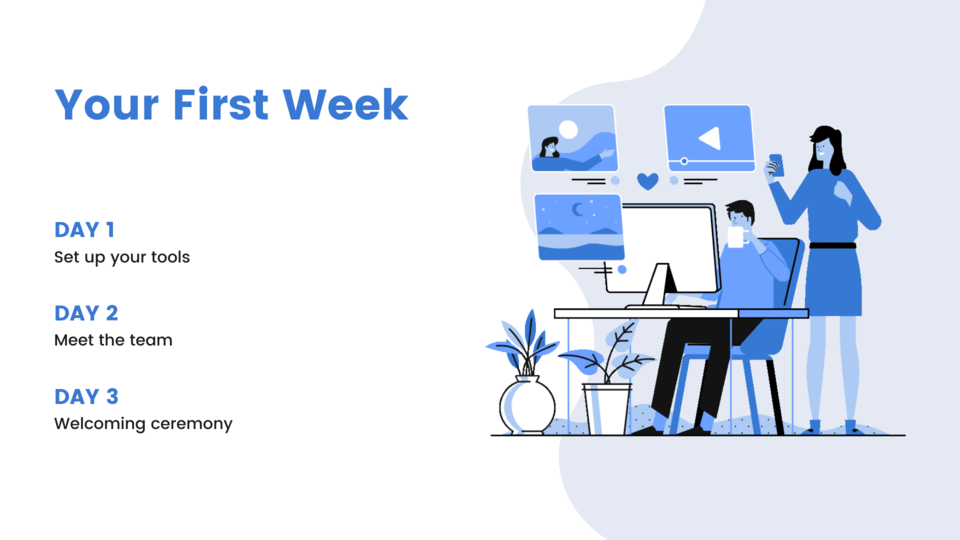 Your First Week
DAY 1
Set up your tools
DAY 2
Meet the team
DAY 3
Welcoming ceremony